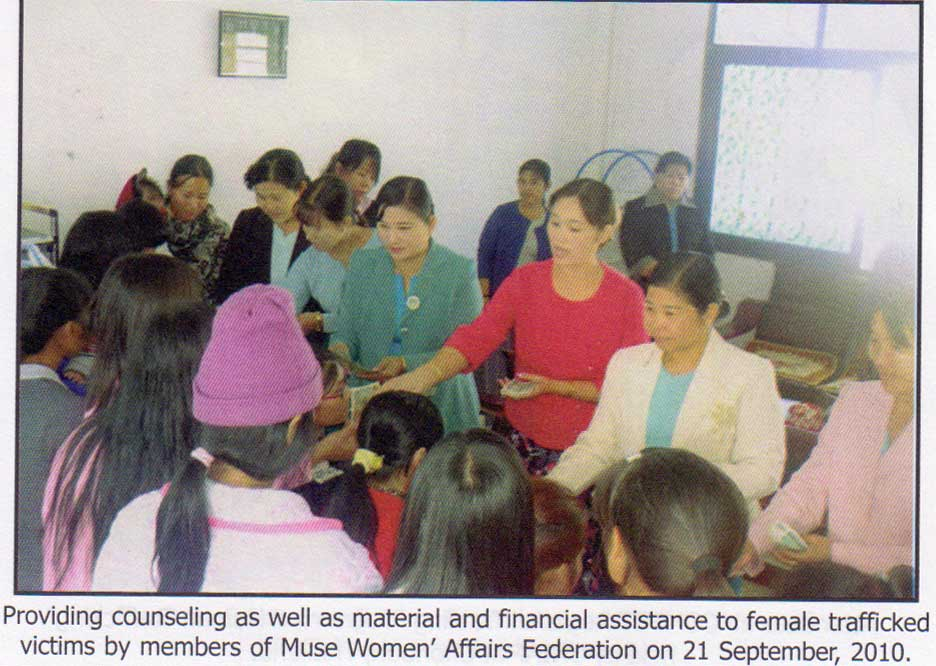 Providing counseling as well as material and financial assistance to female trafficked
victims by members of Muse Women' Affairs Federation on 21 September, 2010.